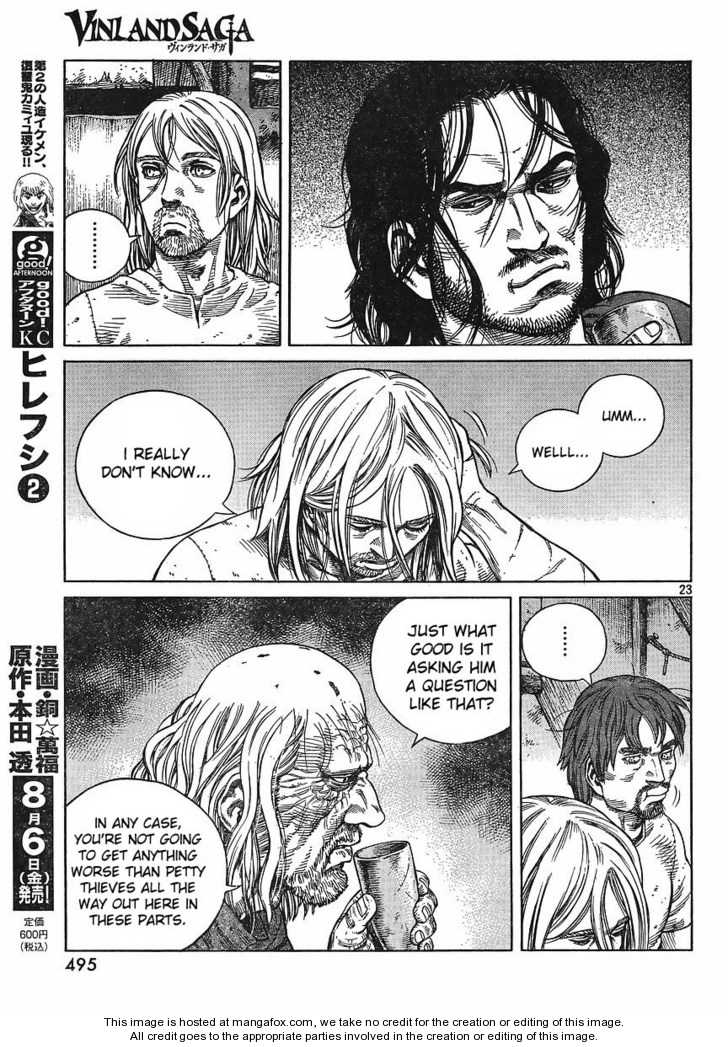 VINLAND SAGA
ヴィンランド・サガ
第2の人造イケメン、
復讐鬼カミィユ現る!!
good!
AFTERNOON
good!
アフタヌーン
KC
ヒレフシ
2
漫画・銅☆萬福
原作・本田 透
8月6日(金)発売!
定価
600円
(税込)
.........
UMM...
WELLL...
I REALLY
DON'T KNOW...
23
.......
JUST WHAT
GOOD IS IT
ASKING HIM
A QUESTION
LIKE THAT?
IN ANY CASE,
YOU'RE NOT GOING
TO GET ANYTHING
WORSE THAN PETTY
THIEVES ALL THE
WAY OUT HERE IN
THESE PARTS.
495
This image is hosted at mangafox.com, we take no credit for the creation or editing of this image.
All credit goes to the appropriate parties involved in the creation or editing of this image.